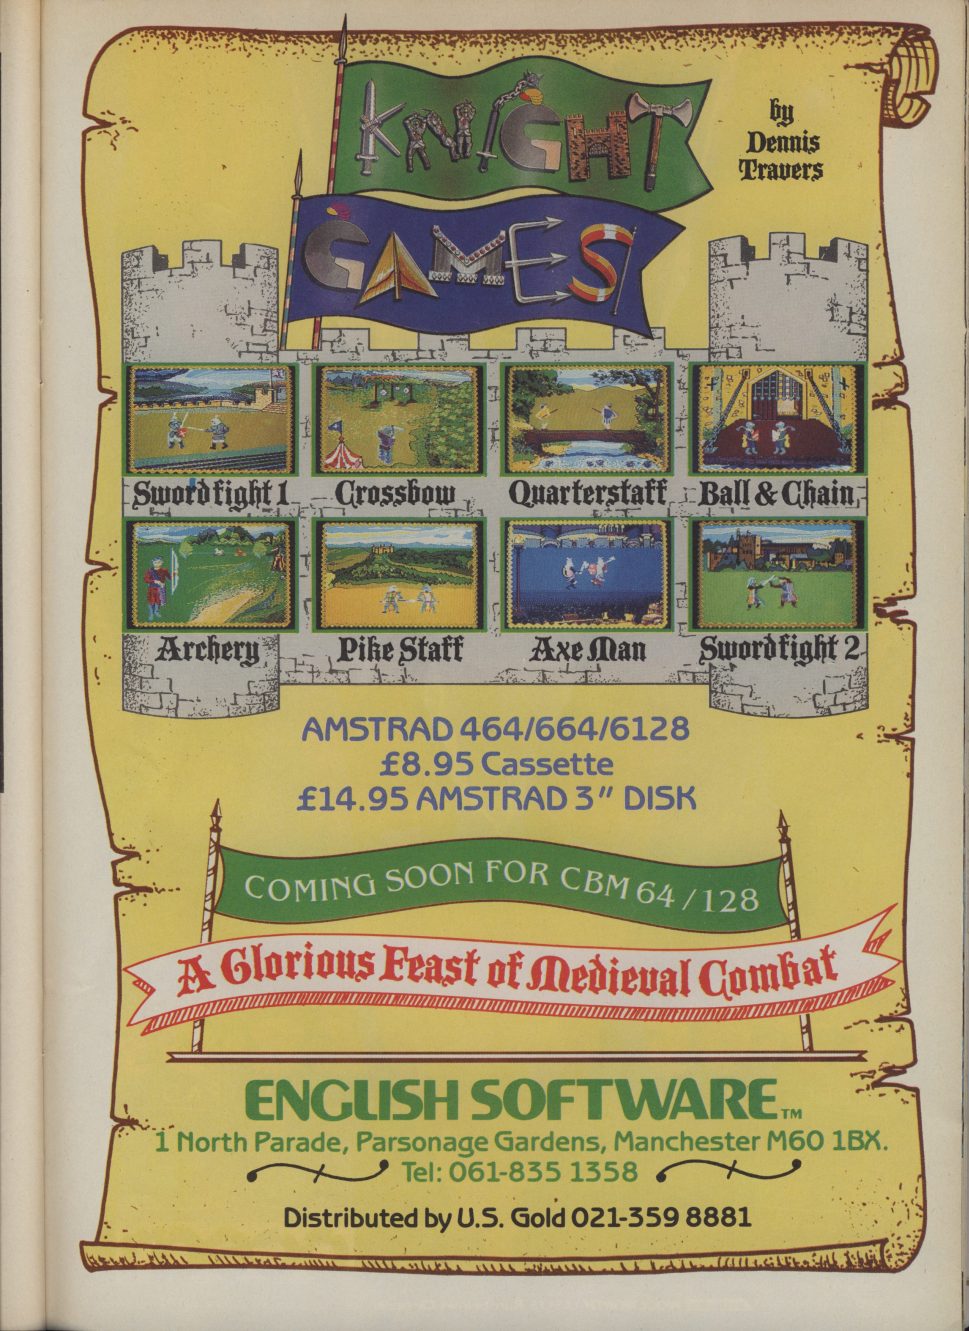 KNIGHT
GAMES
by
Dennis
Travers
Swordfight 1
Crossbow
Quarterstaff
Ball & Chain
Archery
Pike Staff
Axe Man
Swordfight 2
AMSTRAD 464/664/6128
£8.95 Cassette
£14.95 AMSTRAD 3" DISK
COMING SOON FOR CBM 64/128
A Glorious Feast of Medieval Combat
ENGLISH SOFTWARE TM
1 North Parade, Parsonage Gardens, Manchester M60 1BX.
Tel: 061-835 1358
Distributed by U.S. Gold 021-359 8881